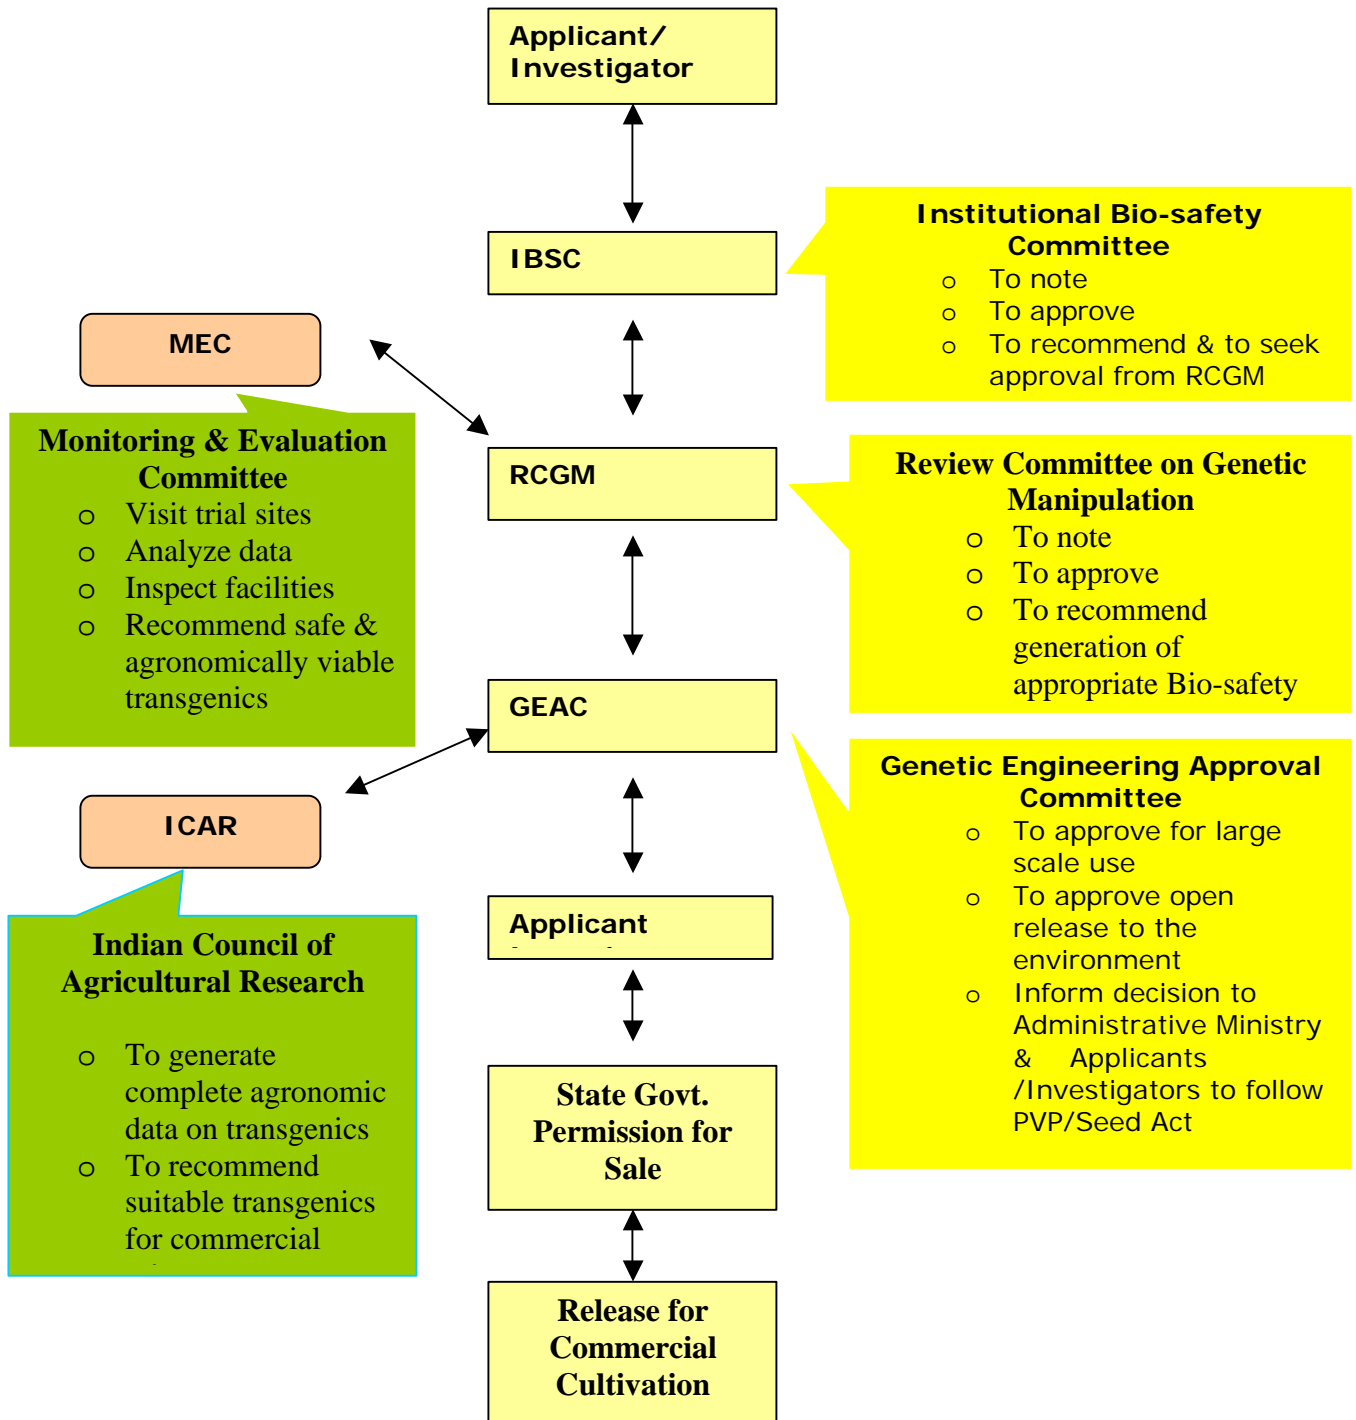 Applicant/
Investigator
IBSC
Institutional Bio-safety
Committee
o To note
o To approve
o To recommend & to seek
approval from RCGM
MEC
Monitoring & Evaluation
Committee
o Visit trial sites
o Analyze data
o Inspect facilities
o Recommend safe &
agronomically viable
transgenics
RCGM
Review Committee on Genetic
Manipulation
o To note
o To approve
o To recommend
generation of
appropriate Bio-safety
GEAC
Genetic Engineering Approval
Committee
o To approve for large
scale use
o To approve open
release to the
environment
o Inform decision to
Administrative Ministry
& Applicants
/Investigators to follow
PVP/Seed Act
ICAR
Indian Council of
Agricultural Research
o To generate
complete agronomic
data on transgenics
o To recommend
suitable transgenics
for commercial
Applicant
State Govt.
Permission for
Sale
Release for
Commercial
Cultivation